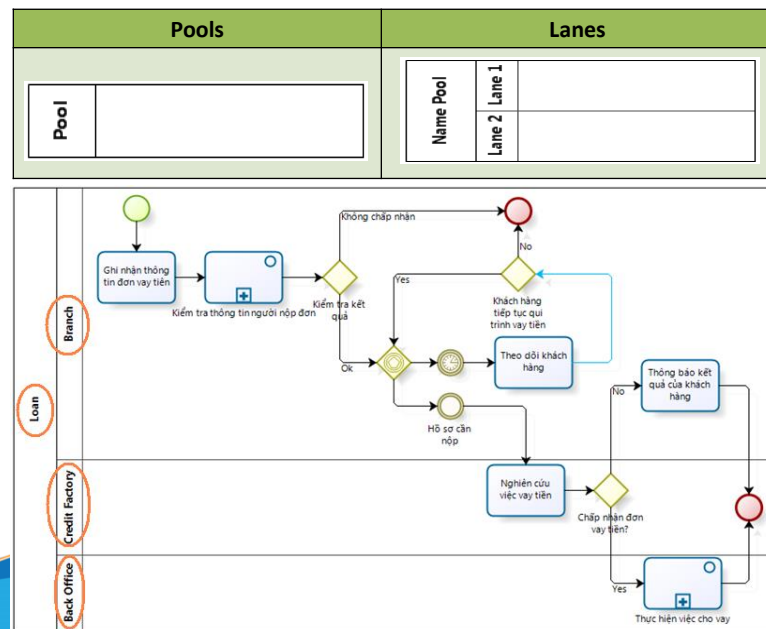 Pools
Lanes
Pool
Name Pool
Lane 1
Lane 2
Loan
Branch
Credit Factory
Back Office
Ghi nhận thông
tin đơn vay tiền
Kiểm tra thông tin người nộp đơn
Kiểm tra kết
quả
Không chấp nhận
Ok
Yes
No
Khách hàng
tiếp tục qui
trình vay tiền
Theo dõi khách
hàng
Hồ sơ cần
nộp
Nghiên cứu
việc vay tiền
Chấp nhận đơn
vay tiền?
No
Thông báo kết
quả của khách
hàng
Yes
Thực hiện việc cho vay